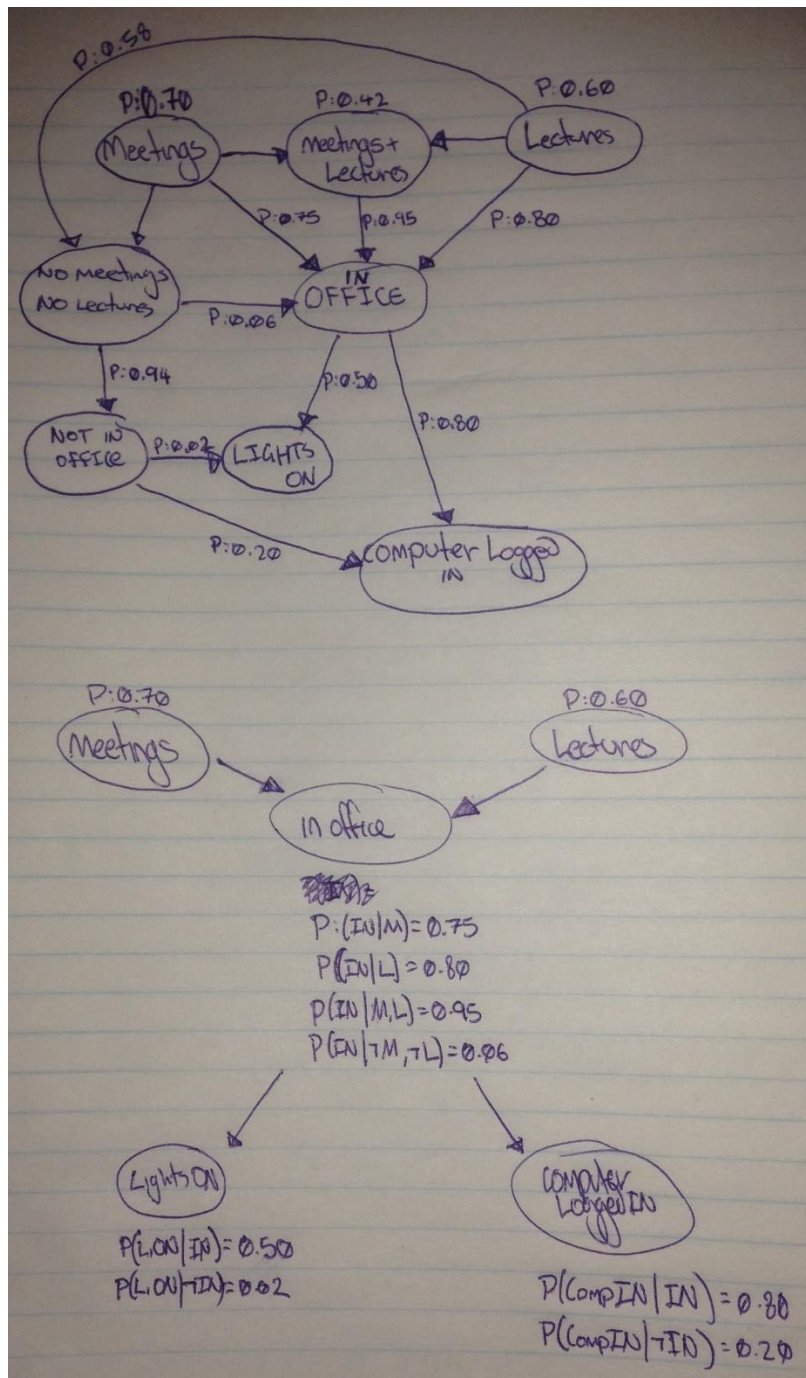 P:0.58
P:0.70
P:0.42
P:0.60
Meetings
Meetings+
Lectures
Lectures
P:0.75
P:0.95
P:0.80
NO Meetings
NO Lectures
IN
OFFICE
P:0.06
P:0.94
P:0.50
P:0.80
NOT IN
OFFICE
P:0.02
LIGHTS
ON
P:0.20
Computer Logged
IN
P:0.70
P:0.60
Meetings
Lectures
In office
P:(IN|M)=0.75
P(IN|L)=0.80
P(IN|M,L)=0.95
P(IN|¬M,¬L)=0.06
Lights ON
Computer
Logged IN
P(L.ON|IN)=0.50
P(L.ON|¬IN)=0.02
P(CompIN|IN)=0.80
P(CompIN|¬IN)=0.20